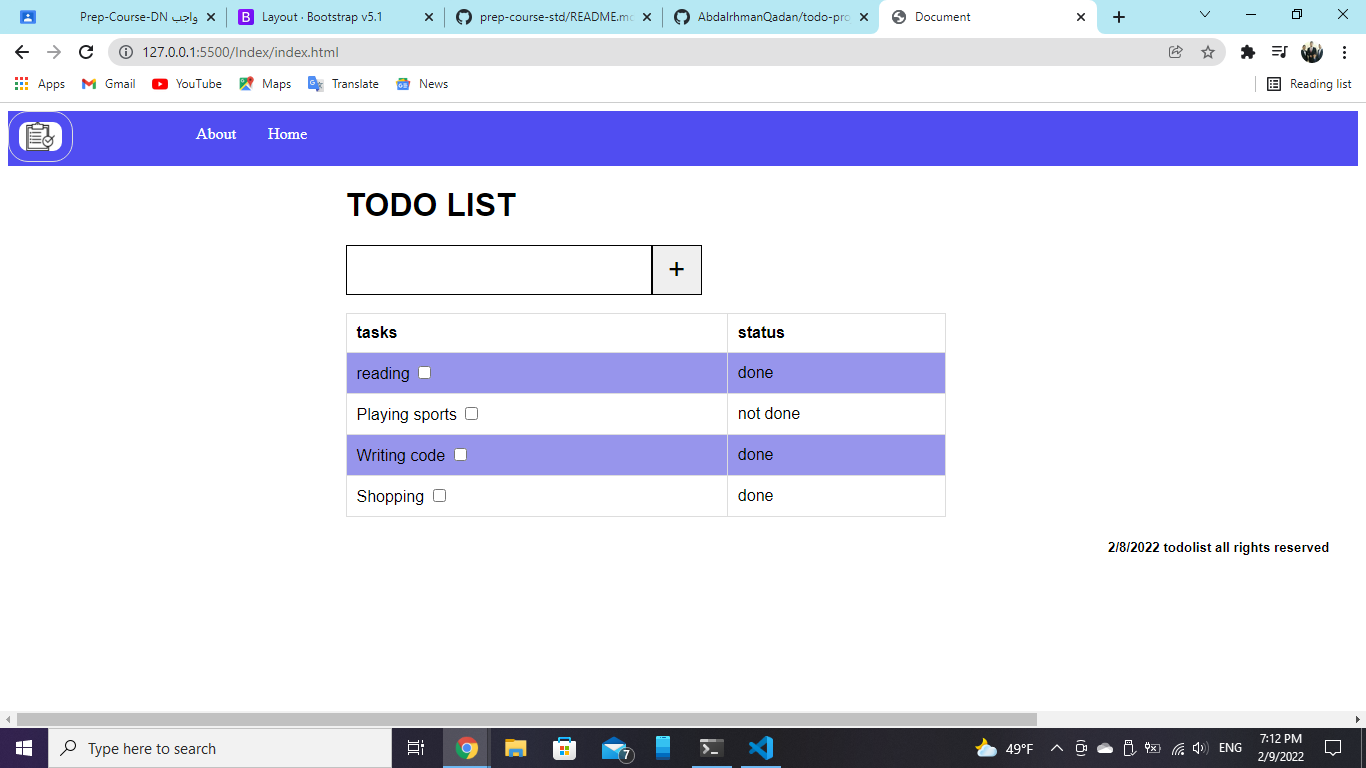 Prep-Course-DN واجب
Layout · Bootstrap v5.1
prep-course-std/README.md
AbdalrhmanQadan/todo-pro
Document
127.0.0.1:5500/Index/index.html
Apps Gmail YouTube Maps Translate News Reading list
About Home
TODO LIST
+
tasks status
reading done
Playing sports not done
Writing code done
Shopping done
2/8/2022 todolist all rights reserved
Type here to search
7
49°F
ENG
7:12 PM
2/9/2022